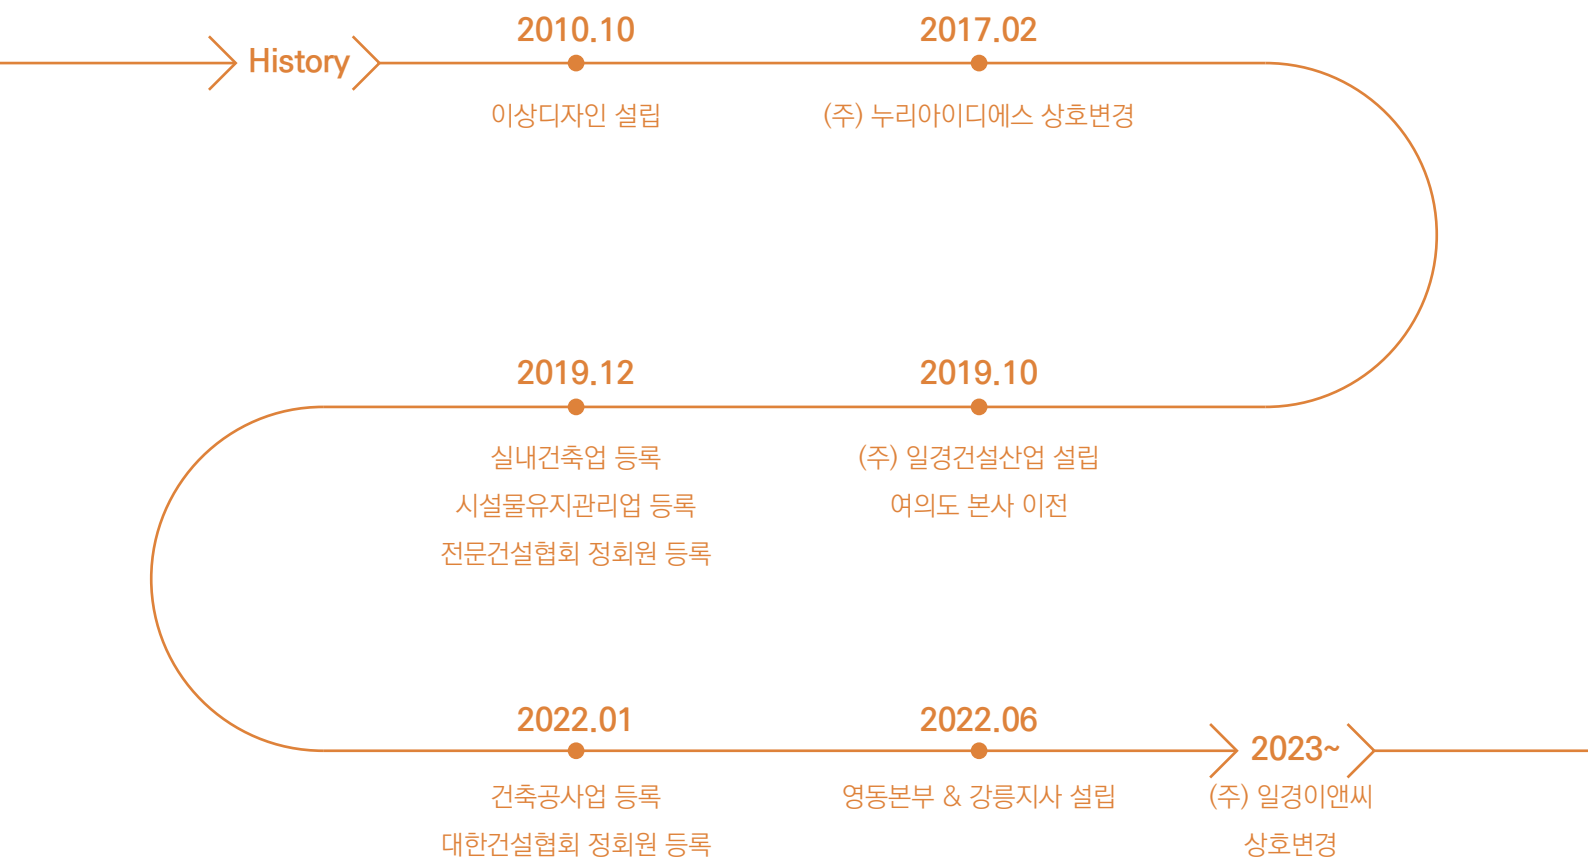 History
2010.10
이상디자인 설립
2017.02
(주) 누리아이디에스 상호변경
2019.10
(주) 일경건설산업 설립
여의도 본사 이전
2019.12
실내건축업 등록
시설물유지관리업 등록
전문건설협회 정회원 등록
2022.01
건축공사업 등록
대한건설협회 정회원 등록
2022.06
영동본부 & 강릉지사 설립
2023~
(주) 일경이앤씨
상호변경